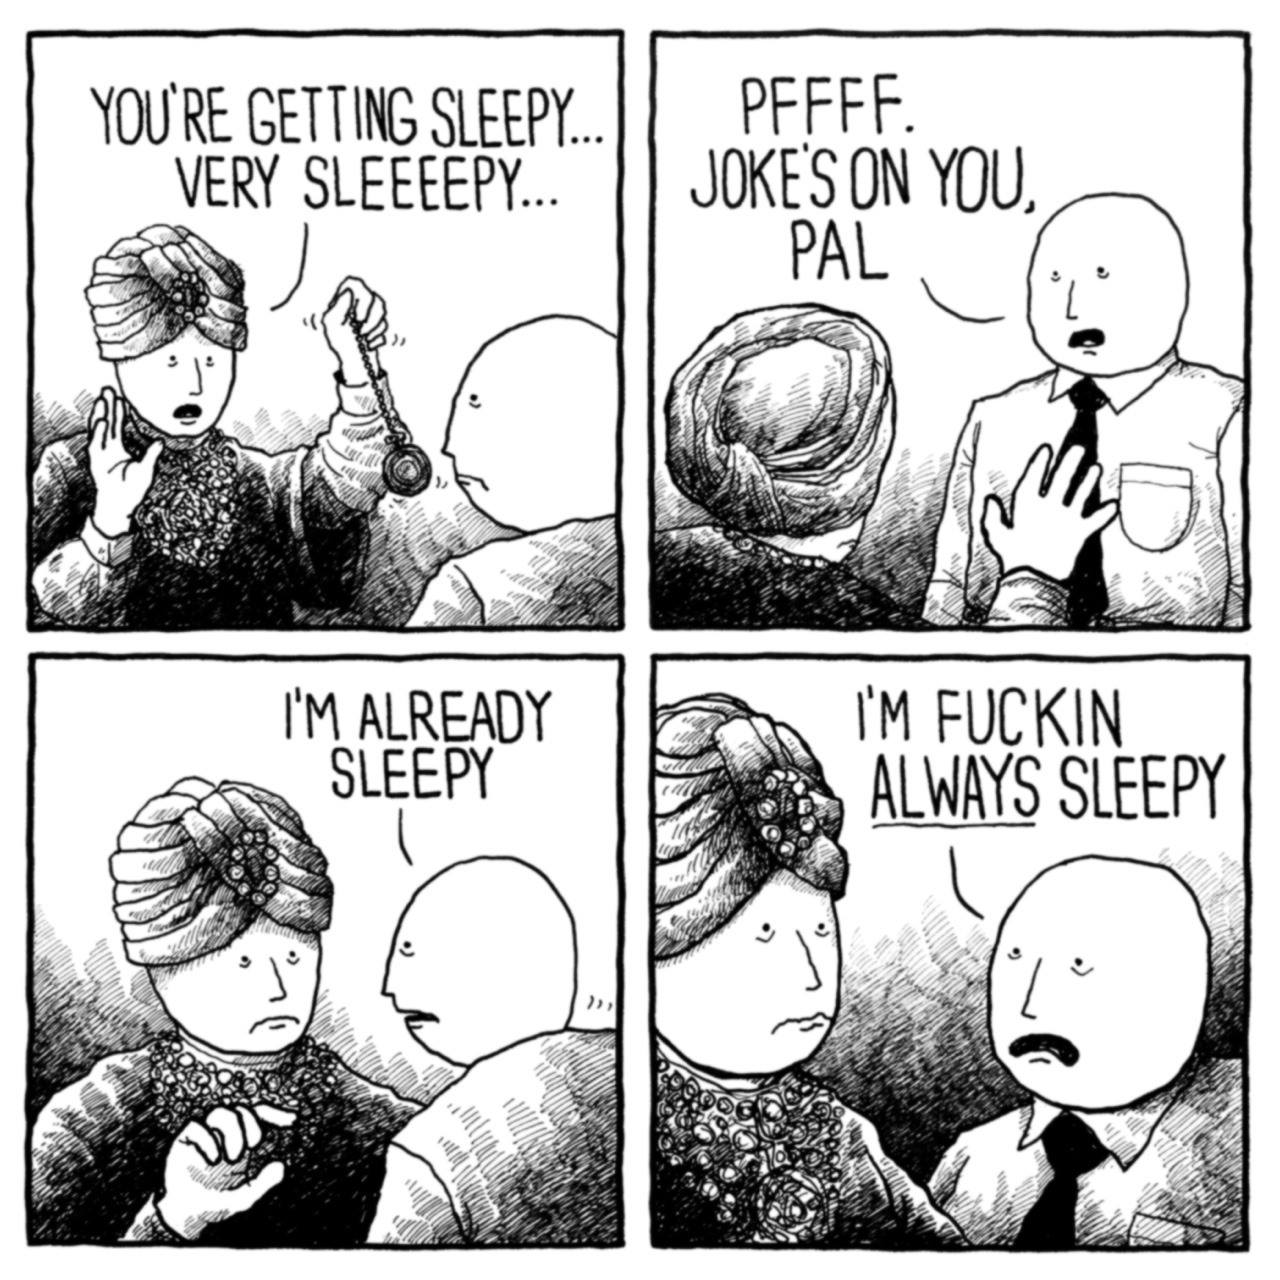 YOU'RE GETTING SLEEPY...
VERY SLEEEEPY...
PFFFF.
JOKE'S ON YOU,
PAL
I'M ALREADY
SLEEPY
I'M FUCKIN
ALWAYS SLEEPY